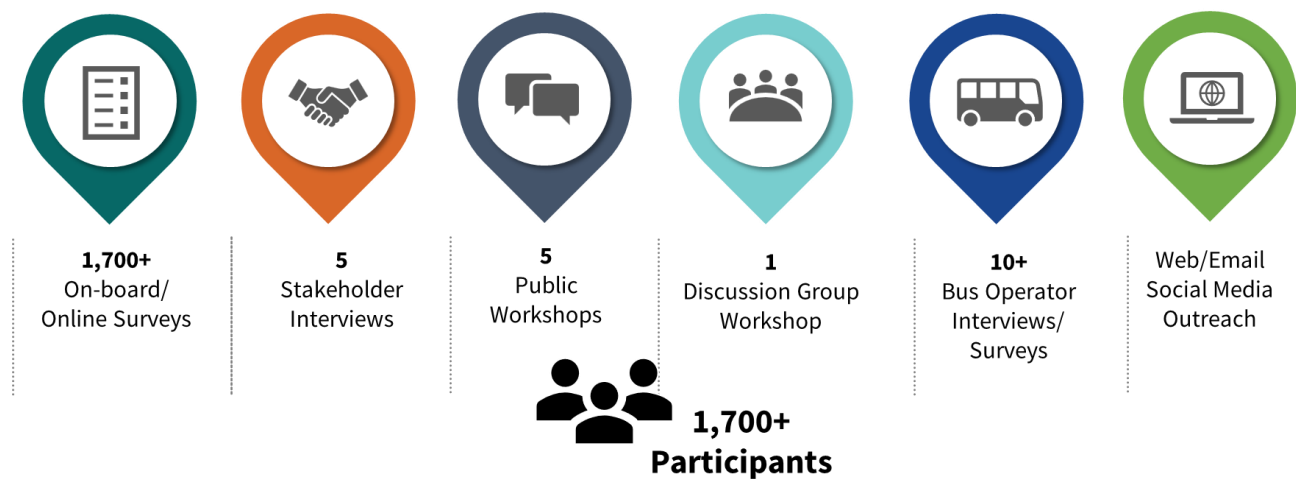 1,700+
On-board/
Online Surveys
5
Stakeholder
Interviews
5
Public
Workshops
1
Discussion Group
Workshop
10+
Bus Operator
Interviews/
Surveys
Web/Email
Social Media
Outreach
1,700+
Participants